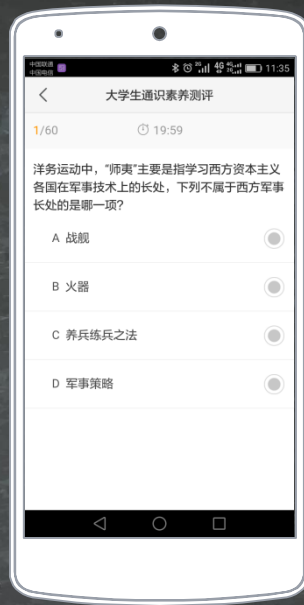 中国联通
中国电信
2G 4G 4G 2G 11:35
大学生通识素养测评
1/60 19:59
洋务运动中，“师夷”主要是指学习西方资本主义
各国在军事技术上的长处，下列不属于西方军事
长处的是哪一项？
A 战舰
B 火器
C 养兵练兵之法
D 军事策略